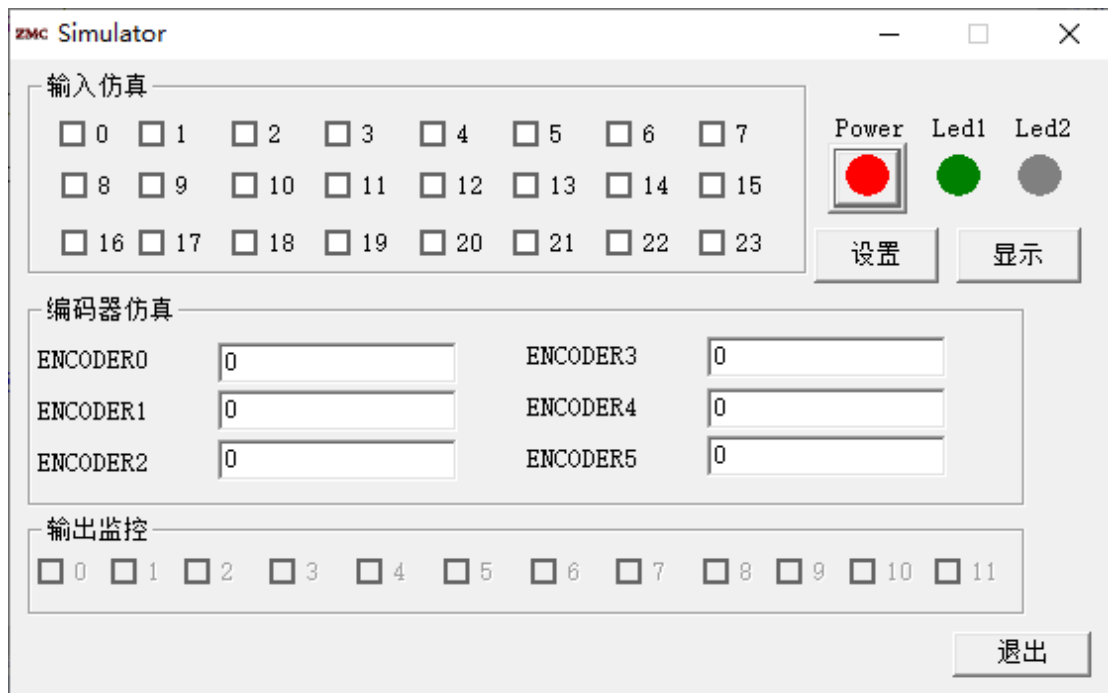 ZMC Simulator
输入仿真
0 1 2 3 4 5 6 7
Power Led1 Led2
8 9 10 11 12 13 14 15
16 17 18 19 20 21 22 23
设置 显示
编码器仿真
ENCODER0 0 ENCODER3 0
ENCODER1 0 ENCODER4 0
ENCODER2 0 ENCODER5 0
输出监控
0 1 2 3 4 5 6 7 8 9 10 11
退出